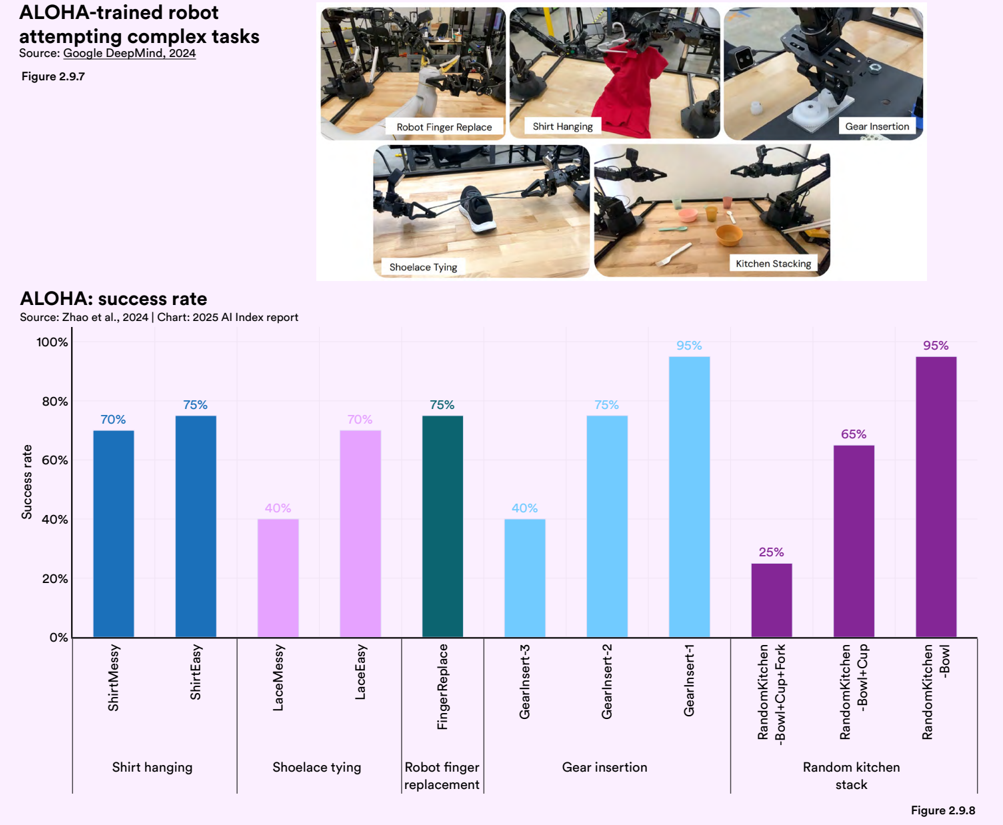 ALOHA-trained robot
attempting complex tasks
Source: Google DeepMind, 2024
Figure 2.9.7
Robot Finger Replace
Shirt Hanging
Gear Insertion
Shoelace Tying
Kitchen Stacking
ALOHA: success rate
Source: Zhao et al., 2024 | Chart: 2025 AI Index report
Success rate
100%
80%
60%
40%
20%
0%
70%
75%
40%
70%
75%
40%
75%
95%
25%
65%
95%
ShirtMessy
ShirtEasy
LaceMessy
LaceEasy
FingerReplace
GearInsert-3
GearInsert-2
GearInsert-1
RandomKitchen
-Bowl+Cup+Fork
RandomKitchen
-Bowl+Cup
RandomKitchen
-Bowl
Shirt hanging
Shoelace tying
Robot finger
replacement
Gear insertion
Random kitchen
stack
Figure 2.9.8